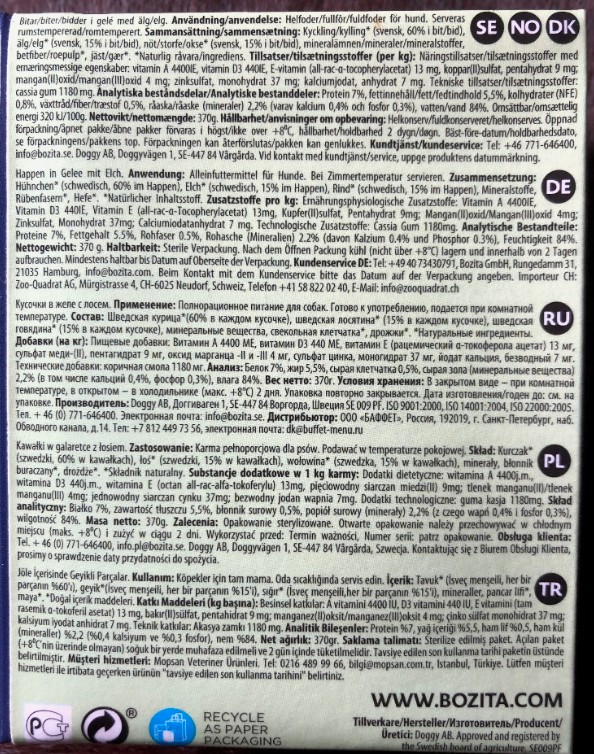 Bitar/biter/bidder i gelé med älg/elg. Användning/anvendelse: Helfoder/fullfór/fuldfoder för hund. Serveras
rumstempererad/romtemperert. Sammansättning/sammensetning: Kyckling/kylling* (svensk, 60% i bit/bid),
älg/elg* (svensk, 15% i bit/bid), nöt/storfe/okse* (svensk, 15% i bit/bid), mineralämnen/mineraler/mineralstoffer,
betfiber/roepulp*, jäst/gær*. *Naturlig råvara/ingrediens. Tillsatser/tilsetningsstoffer (per kg): Näringstillsatser/tilsætningsstoffer med
ernæringsmessige egenskaber: vitamin A 4400IE, vitamin D3 440IE, E-vitamin (all-rac-α-tocopherylacetat) 13 mg, koppar(II)sulfat, pentahydrat 9 mg;
mangan(II)oxid/mangan(III)oxid 4 mg; zinksulfat, monohydrat 37 mg; kalciumjodat, anhydrat 7 mg. Tekniske tillsatser/tilsetningsstoffer:
cassia gum 1180 mg. Analytiska beståndsdelar/Analytiske bestanddeler: Protein 7%, fettinnehåll/fett/fedtindhold 5,5%, kolhydrater (NFE)
0,8%, växttråd/fiber/træstof 0,5%, råaska/råaske (mineraler) 2,2% (varav kalcium 0,4% och fosfor 0,3%), vatten/vand 84%. Omsättbar/omsættelig
energi 320 kJ/100g. Nettovikt/nettomængde: 370g. Hållbarhet/anvisninger om opbevaring: Helkonserv/fuldkonserveret/helkonserves. Öppnad
förpackning/åpnet pakke/åbne pakker förvaras i högst/ikke over +8°C, hållbarhet/holdbarhed 2 dygn/døgn. Bäst-före-datum/holdbarhedsdato,
se förpackningens/pakkens top. Förpackningen kan återförslutas/pakken kan genlukkes. Kundtjänst/kundeservice: Tel: +46 771-646400,
info@bozita.se. Doggy AB, Doggyvägen 1, SE-447 84 Vårgårda. Vid kontakt med kundtjänst/service, uppge produktens datummärkning.
SE NO DK
Happen in Gelee mit Elch. Anwendung: Alleinfuttermittel für Hunde. Bei Zimmertemperatur servieren. Zusammensetzung:
Hühnchen* (schwedisch, 60% im Happen), Elch* (schwedisch, 15% im Happen), Rind* (schwedisch, 15% im Happen), Mineralstoffe,
Rübenfasern*, Hefe*. *Natürlicher Inhaltsstoff. Zusatzstoffe pro kg: Ernährungsphysiologische Zusatzstoffe: Vitamin A 4400IE,
Vitamin D3 440IE, Vitamin E (all-rac-α-Tocopherylacetat) 13mg, Kupfer(II)sulfat, Pentahydrat 9mg; Mangan(II)oxid/Mangan(III)oxid 4mg;
Zinksulfat, Monohydrat 37mg; Calciumjodatanhydrat 7 mg. Technologische Zusatzstoffe: Cassia Gum 1180mg. Analytische Bestandteile:
Proteine 7%, Fettgehalt 5.5%, Rohfaser 0.5%, Rohasche (Mineralien) 2.2% (davon Kalzium 0.4% und Phosphor 0.3%), Feuchtigkeit 84%.
Nettogewicht: 370 g. Haltbarkeit: Sterile Verpackung. Nach dem Öffnen Packung kühl (nicht über +8°C) lagern und innerhalb von 2 Tagen
aufbrauchen. Mindestens haltbar bis Datum auf Oberseite der Verpackung. Kundendienst DE: Tel: +49 40 73430791, Bozita GmbH, Rungedamm 31,
21035 Hamburg, info@bozita.com. Beim Kontakt mit dem Kundenservice bitte das Datum auf der Verpackung angeben. Importeur CH:
Zoo-Quadrat AG, Mürgistrasse 4, CH-6025 Neudorf, Schweiz, Telefon +41 58 822 02 40, E-Mail: info@zooquadrat.ch
DE
Кусочки в желе с лосем. Применение: Полнорационное питание для собак. Готово к употреблению, подается при комнатной
температуре. Состав: Шведская курица*(60% в каждом кусочке), шведская лосятина* (15% в каждом кусочке), шведская
говядина* (15% в каждом кусочке), минеральные вещества, свекольная клетчатка*, дрожжи*. *Натуральные ингредиенты.
Добавки (на кг): Пищевые добавки: Витамин A 4400 ME, витамин D3 440 ME, витамин E (рацемический α-токоферола ацетат) 13 мг,
сульфат меди-(II), пентагидрат 9 мг, оксид марганца -II и -III 4 мг, сульфат цинка, моногидрат 37 мг, йодат кальция, безводный 7 мг.
Технические добавки: коричная смола 1180 мг. Анализ: Белок 7%, жир 5,5%, сырая клетчатка 0,5%, сырая зола (минеральные вещества)
2,2% (в том числе кальций 0,4%, фосфор 0,3%), влага 84%. Вес нетто: 370г. Условия хранения: В закрытом виде – при комнатной
температуре, в открытом – в холодильнике (макс. +8°C) 2 дня. Упаковка повторно закрывается. Дата изготовления/годен до: см. на
упаковке. Производитель: Doggy AB, Доггивaген 1, SE-447 84 Воргорда, Швеция SE 009 PF. ISO 9001:2000, ISO 14001:2004, ISO 22000:2005.
Тел. + 46 (0) 771-646400. Электронная почта: info@bozita.se. Дистрибьютор: ООО «БАФФЕТ», Россия, 192019, г. Санкт-Петербург, наб.
Обводного канала, д.14. Тел: +7 812 449 73 56, электронная почта: dk@buffet-menu.ru
RU
Kawałki w galaretce z łosiem. Zastosowanie: Karma pełnoporcjowa dla psów. Podawać w temperaturze pokojowej. Skład: Kurczak*
(szwedzki, 60% w kawałkach), łoś* (szwedzki, 15% w kawałkach), wołowina* (szwedzka, 15% w kawałkach), minerały, błonnik
buraczany*, drożdże*. *Składnik naturalny. Substancje dodatkowe w 1 kg karmy: Dodatki dietetyczne: witamina A 4400j.m.,
witamina D3 440j.m., witamina E (octan all-rac-alfa-tokoferylu) 13mg, pięciowodny siarczan miedzi(II) 9mg; tlenek manganu(II)/tlenek
manganu(III) 4mg; jednowodny siarczan cynku 37mg; bezwodny jodan wapnia 7mg. Dodatki technologiczne: guma kasja 1180mg. Skład
analityczny: Białko 7%, zawartość tłuszczu 5,5%, błonnik surowy 0,5%, popiół surowy (minerały) 2,2% (z czego wapń 0,4% i fosfor 0,3%),
wilgotność 84%. Masa netto: 370g. Zalecenia: Opakowanie sterylizowane. Otwarte opakowanie należy przechowywać w chłodnym
miejscu (maks. +8°C) i zużyć w ciągu 2 dni. Wykorzystać przed: Termin ważności, Numer serii: patrz opakowanie. Obsługa klienta:
Tel. + 46 (0) 771-646400, info.pl@bozita.se. Doggy AB, Doggyvägen 1, SE-447 84 Vårgårda, Szwecja. Kontaktując się z Biurem Obsługi Klienta,
prosimy o sprawdzenie daty przydatności do spożycia.
PL
Jöle içerisinde Geyikli Parçalar. Kullanım: Köpekler için tam mama. Oda sıcaklığında servis edin. İçerik: Tavuk* (İsveç menşeili, her bir
parçanın %60'ı), geyik*(İsveç menşeili, her bir parçanın %15'i), sığır* (İsveç menşeili, her bir parçanın %15'i), mineraller, pancar lifi*,
maya*. *Doğal içerik maddeleri. Katkı Maddeleri (kg başına): Besinsel katkılar: A vitamini 4400 IU, D3 vitamini 440 IU, E vitamini (tam
rasemik α-tokoferil asetat) 13 mg, bakır(II)sülfat, pentahidrat 9 mg; manganez(II)oksit/manganez(III)oksit 4 mg; çinko sülfat monohidrat 37 mg;
kalsiyum iyodat anhidrat 7 mg. Teknik katkılar: Akasya zamkı 1180 mg. Analitik Bileşenler: Protein %7, yağ içeriği %5,5, ham lif %0,5, ham kül
(mineraller) %2,2 (%0,4 kalsiyum ve %0,3 fosfor), nem %84. Net ağırlık: 370g. Saklama talimatı: Sterilize edilmiş paket. Açılan paket
(+8°C'nin üzerinde olmayan) soğuk bir yerde muhafaza edilmeli ve 2 gün içinde tüketilmelidir. Tavsiye edilen son kullanma tarihi paketin üstünde
belirtilmiştir. Müşteri hizmetleri: Mopsan Veteriner Ürünleri. Tel: 0216 489 99 66, bilgi@mopsan.com.tr, Istanbul, Türkiye. Lütfen müşteri
hizmetleri ile irtibata geçerken ürünün "tavsiye edilen son kullanma tarihini" belirtiniz.
TR
WWW.BOZITA.COM
РСТ
®
RECYCLE
AS PAPER
PACKAGING
Tillverkare/Hersteller/Изготовитель/Producent/
Üretici: Doggy AB. Approved and registered by
the Swedish board of agriculture. SE009PF